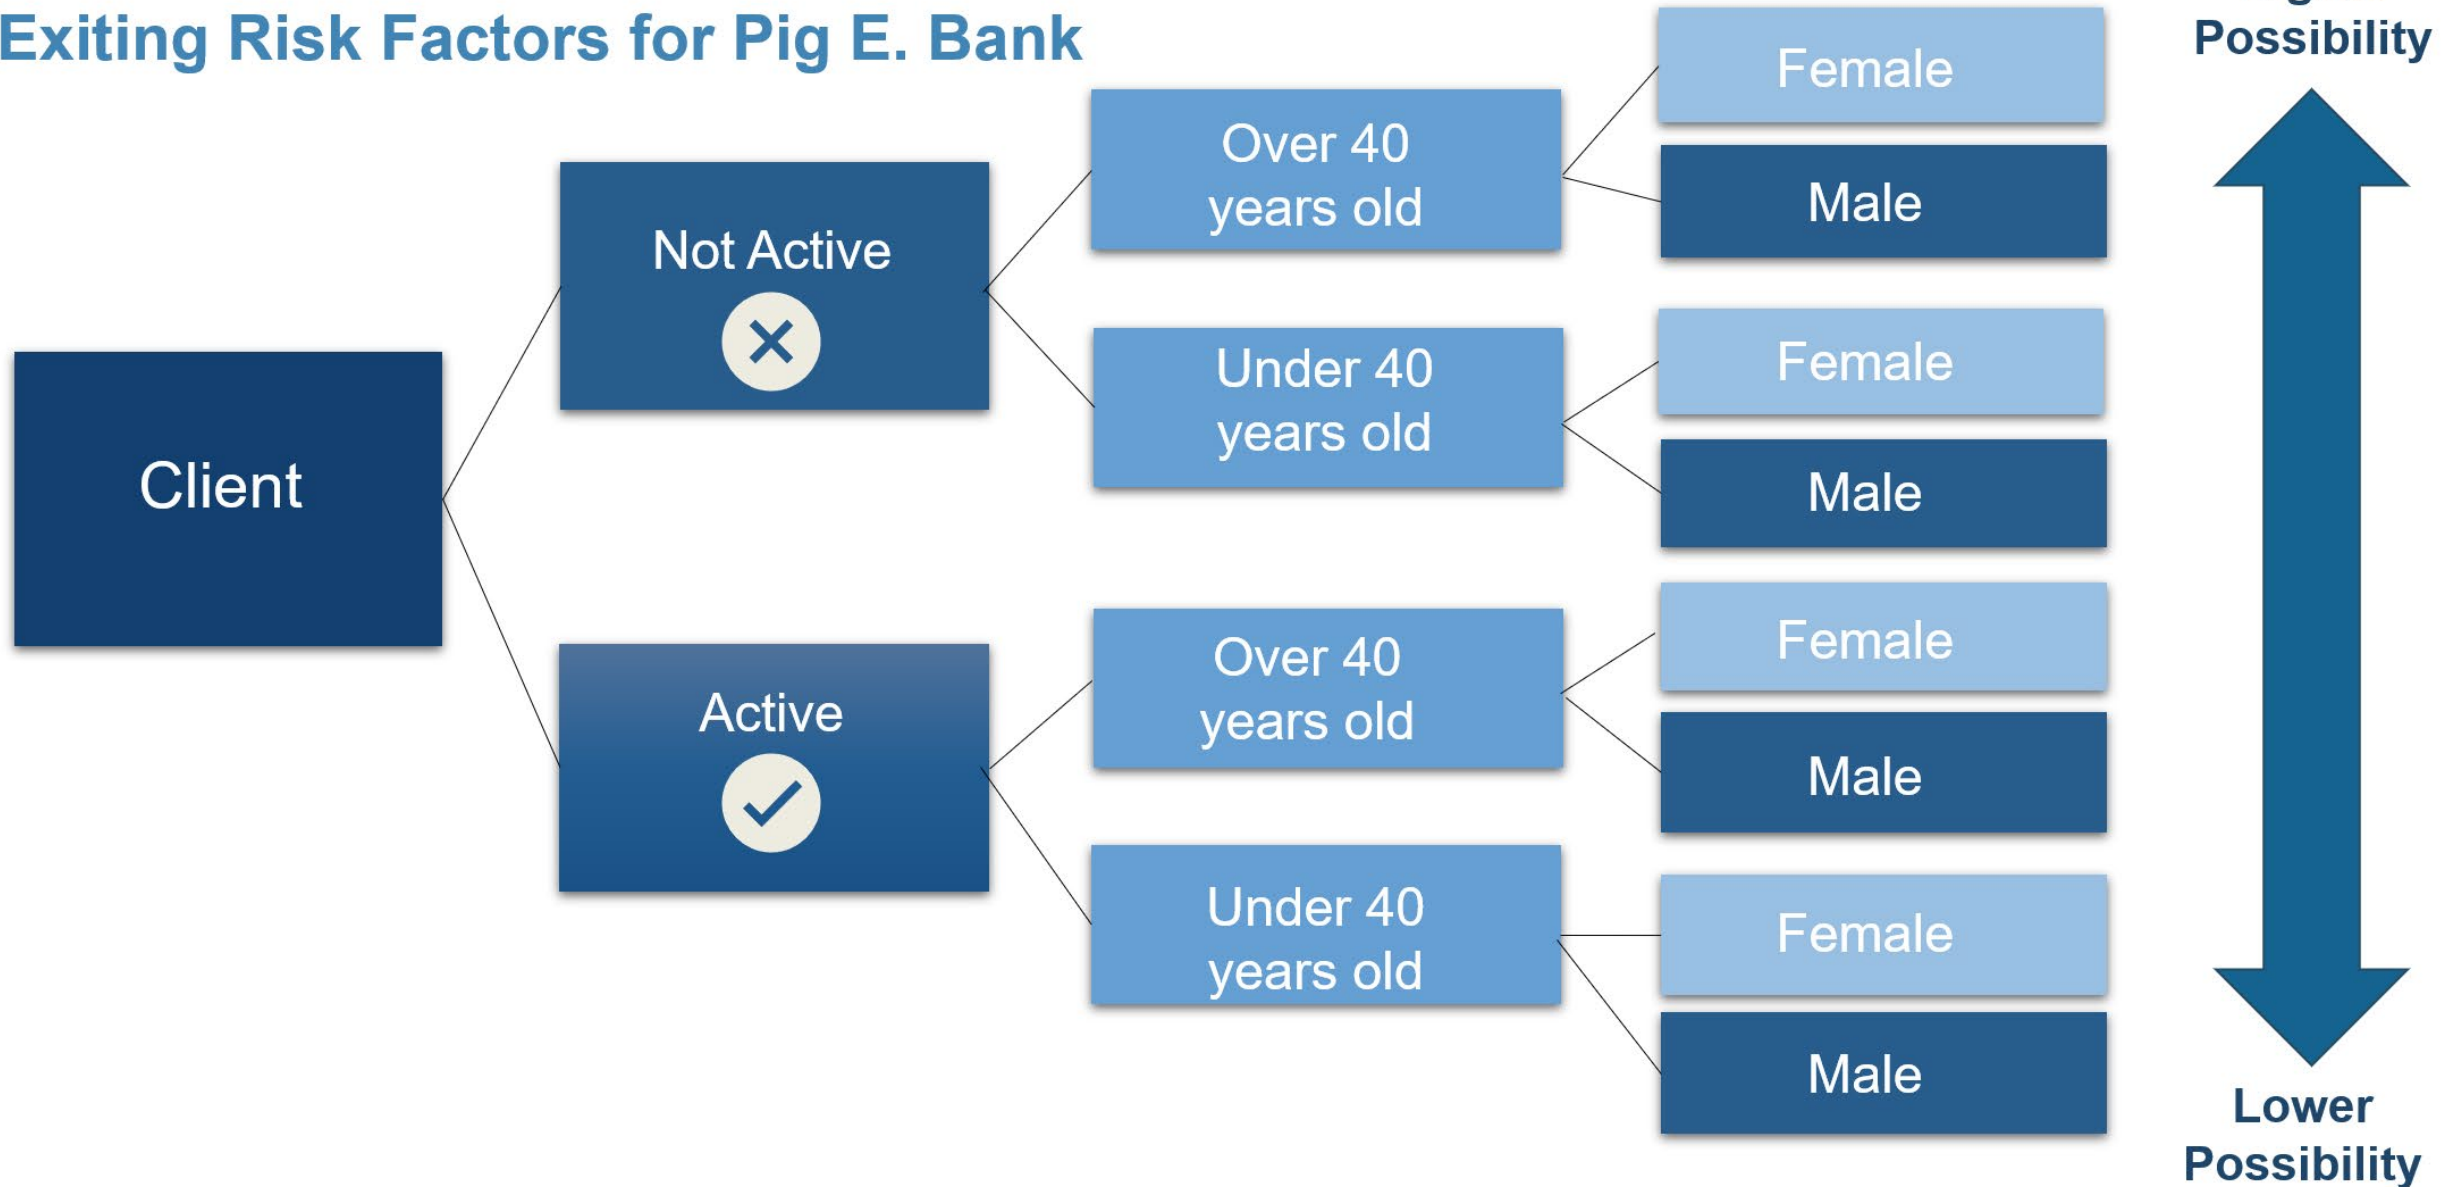 Exiting Risk Factors for Pig E. Bank
Possibility
Female
Over 40
years old
Male
Not Active
Under 40
years old
Female
Male
Client
Active
Over 40
years old
Female
Male
Under 40
years old
Female
Male
Lower
Possibility